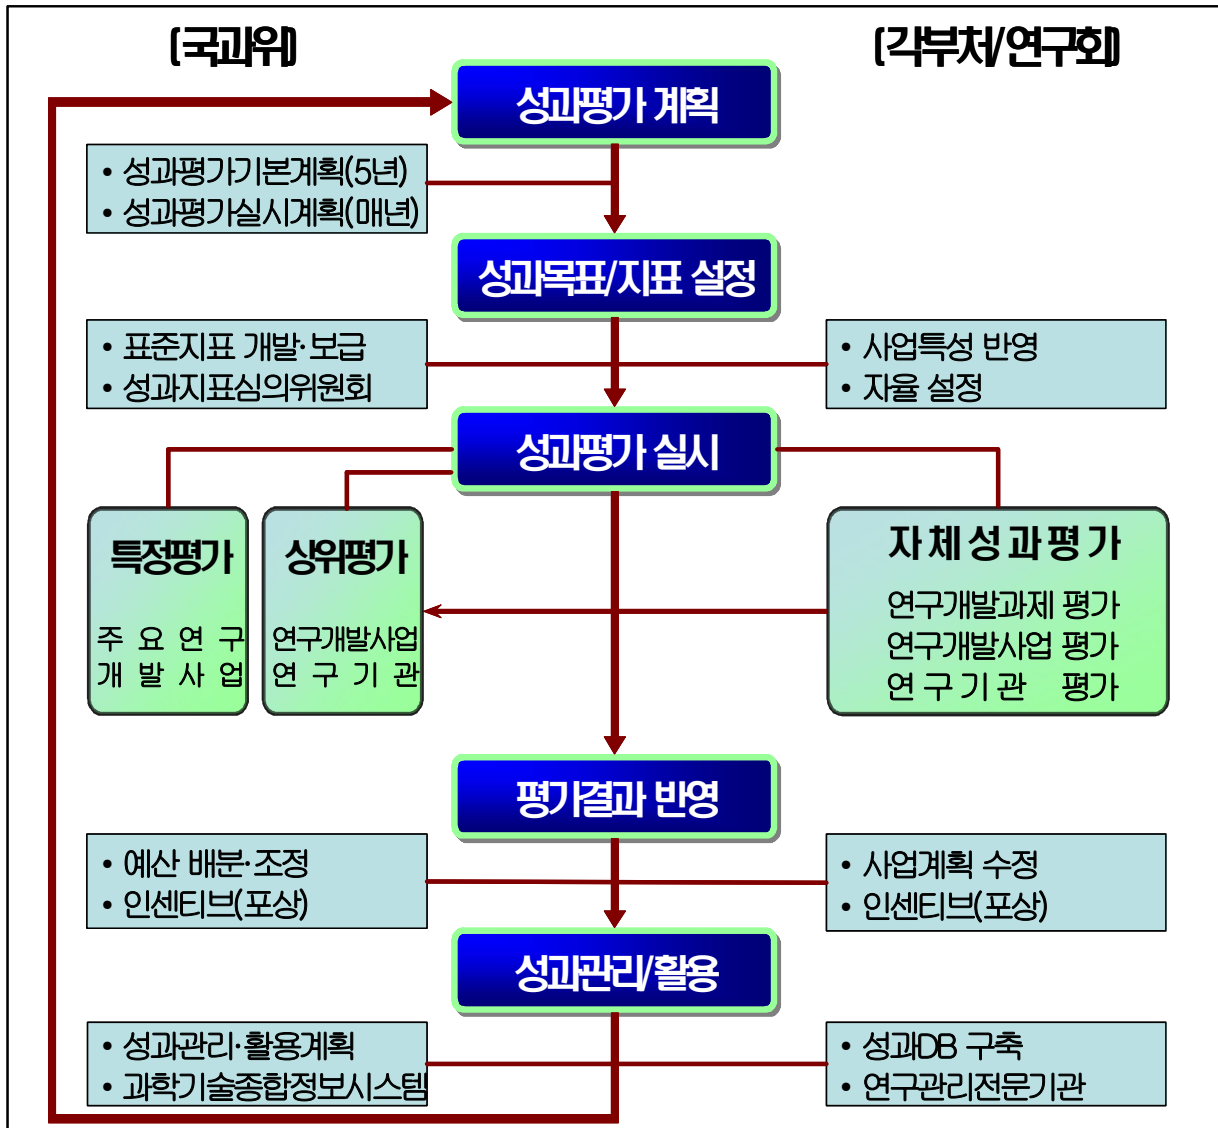 (국과위)
(각부처/연구회)
성과평가 계획
• 성과평가기본계획(5년)
• 성과평가실시계획(매년)
성과목표/지표 설정
• 표준지표 개발·보급
• 성과지표심의위원회
• 사업특성 반영
• 자율 설정
성과평가 실시
특정평가
주 요 연 구
개 발 사 업
상위평가
연구개발사업
연 구 기 관
자 체 성 과 평 가
연구개발과제 평가
연구개발사업 평가
연 구 기 관 평가
평가결과 반영
• 예산 배분·조정
• 인센티브(포상)
• 사업계획 수정
• 인센티브(포상)
성과관리/활용
• 성과관리·활용계획
• 과학기술종합정보시스템
• 성과DB 구축
• 연구관리전문기관